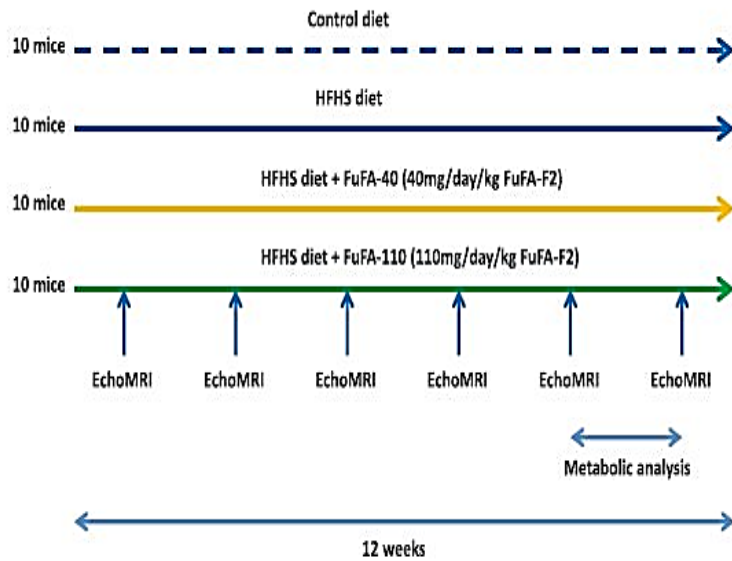 Control diet
10 mice
HFHS diet
10 mice
HFHS diet + FuFA-40 (40mg/day/kg FuFA-F2)
10 mice
HFHS diet + FuFA-110 (110mg/day/kg FuFA-F2)
10 mice
EchoMRI EchoMRI EchoMRI EchoMRI EchoMRI EchoMRI
Metabolic analysis
12 weeks